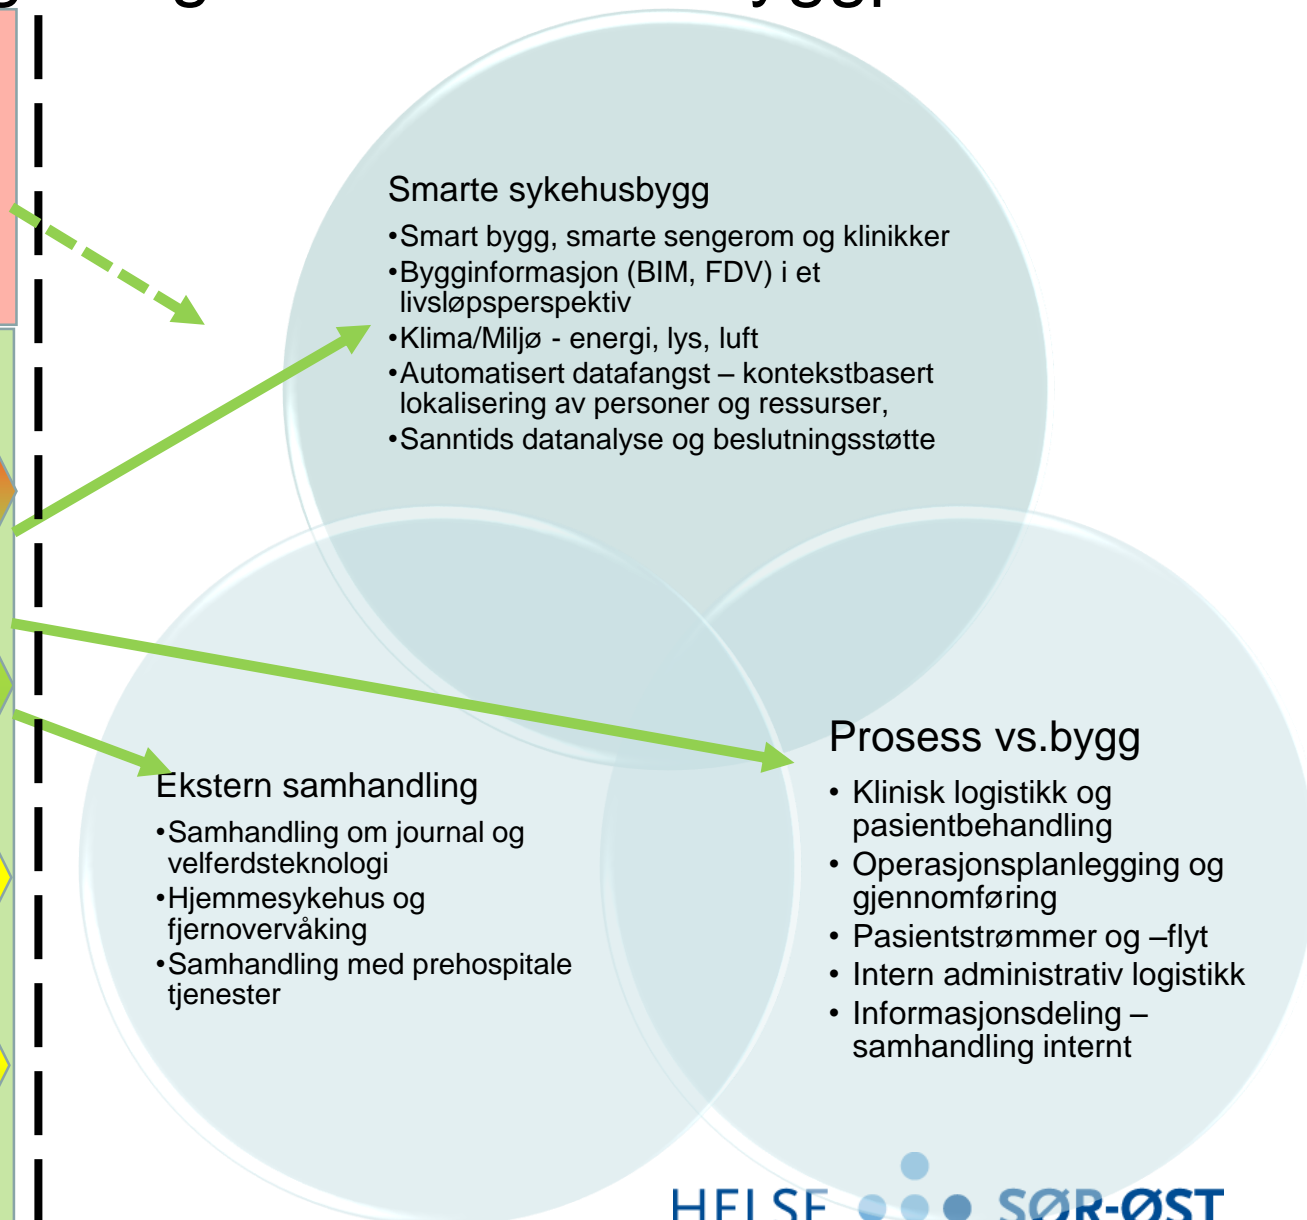 Smarte sykehusbygg
•Smart bygg, smarte sengerom og klinikker
•Bygginformasjon (BIM, FDV) i et
livsløpsperspektiv
•Klima/Miljø - energi, lys, luft
•Automatisert datafangst – kontekstbasert
lokalisering av personer og ressurser,
•Sanntids datanalyse og beslutningsstøtte
Ekstern samhandling
•Samhandling om journal og
velferdsteknologi
•Hjemmesykehus og
fjernovervåking
•Samhandling med prehospitale
tjenester
Prosess vs.bygg
• Klinisk logistikk og
pasientbehandling
• Operasjonsplanlegging og
gjennomføring
• Pasientstrømmer og –flyt
• Intern administrativ logistikk
• Informasjonsdeling –
samhandling internt
HELSE SØR-ØST